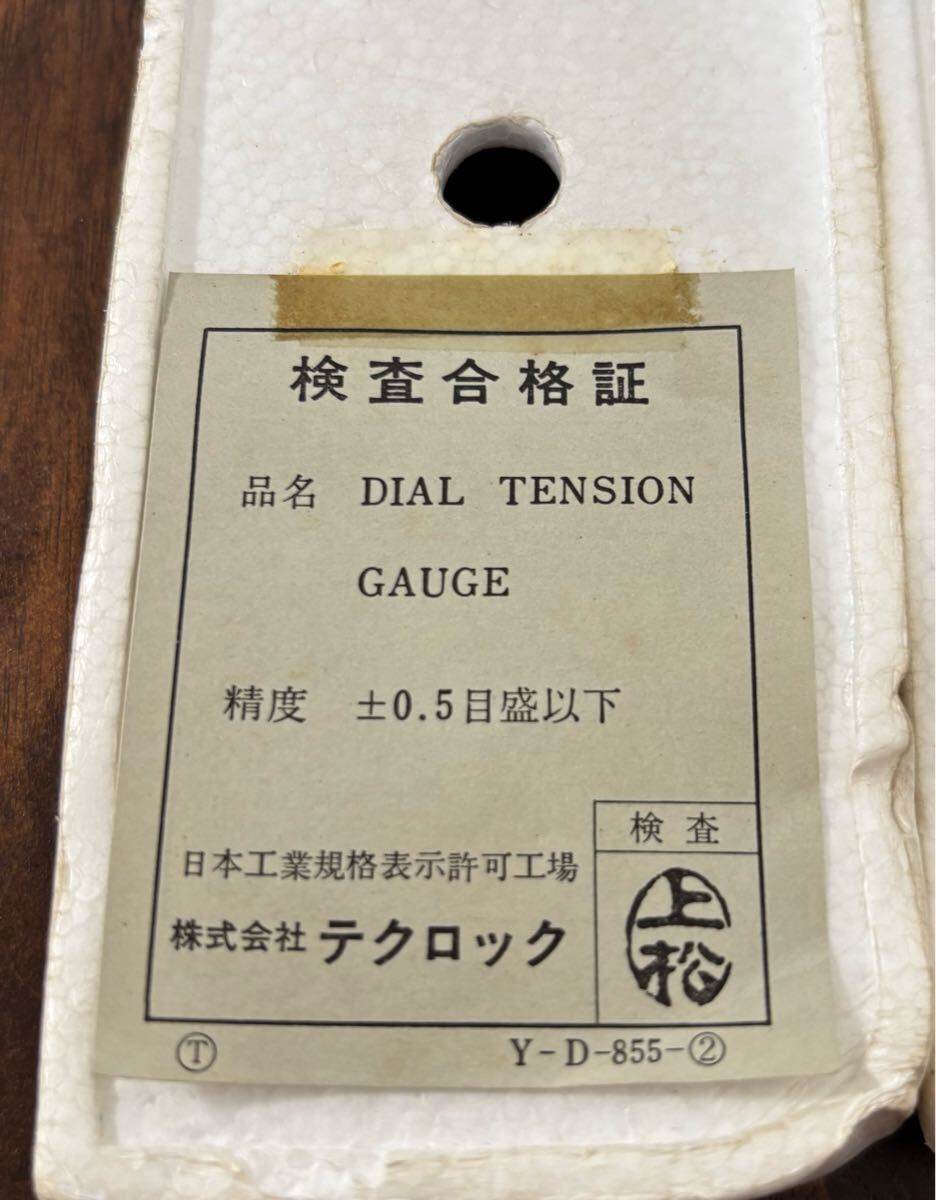 検査合格証
品名 DIAL TENSION
GAUGE
精度 ±0.5目盛以下
検査
上松
日本工業規格表示許可工場
株式会社 テクロック
Ⓣ Y-D-855-②